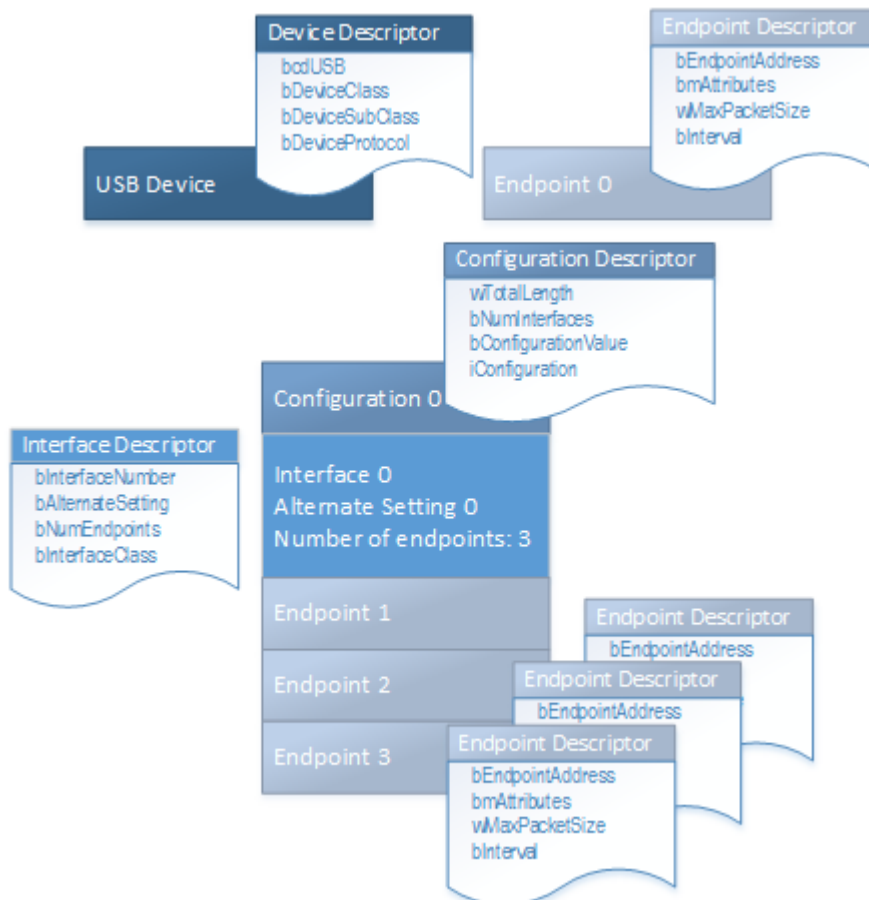 Device Descriptor
bcdUSB
bDeviceClass
bDeviceSubClass
bDeviceProtocol
USB Device
Endpoint Descriptor
bEndpointAddress
bmAttributes
wMaxPacketSize
bInterval
Endpoint 0
Configuration Descriptor
wTotalLength
bNumInterfaces
bConfigurationValue
iConfiguration
Configuration 0
Interface Descriptor
bInterfaceNumber
bAlternateSetting
bNumEndpoints
bInterfaceClass
Interface 0
Alternate Setting 0
Number of endpoints: 3
Endpoint 1
Endpoint 2
Endpoint 3
Endpoint Descriptor
bEndpointAddress
Endpoint Descriptor
bEndpointAddress
Endpoint Descriptor
bEndpointAddress
bmAttributes
wMaxPacketSize
bInterval